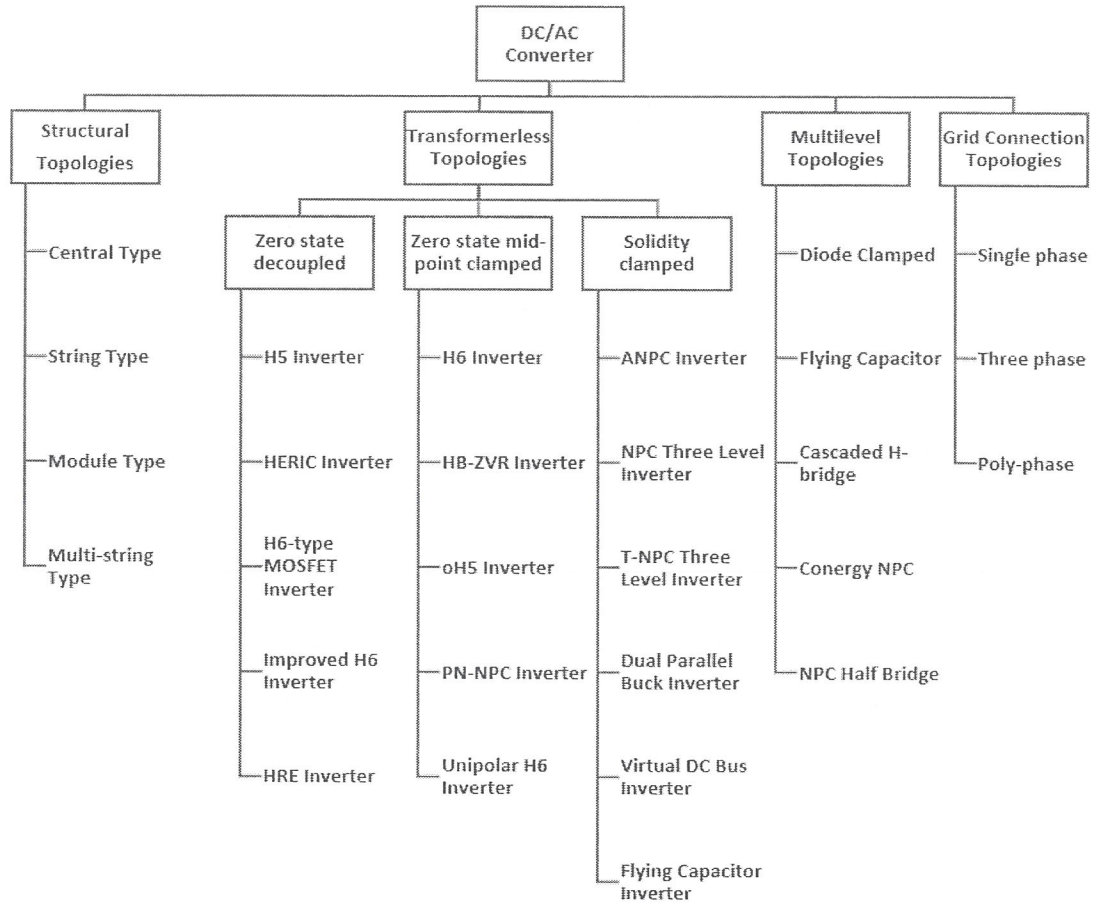 DC/AC
Converter
Structural
Topologies
Transformerless
Topologies
Multilevel
Topologies
Grid Connection
Topologies
Central Type
String Type
Module Type
Multi-string
Type
Zero state
decoupled
H5 Inverter
HERIC Inverter
H6-type
MOSFET
Inverter
Improved H6
Inverter
HRE Inverter
Zero state mid-
point clamped
H6 Inverter
HB-ZVR Inverter
oH5 Inverter
PN-NPC Inverter
Unipolar H6
Inverter
Solidity
clamped
ANPC Inverter
NPC Three Level
Inverter
T-NPC Three
Level Inverter
Dual Parallel
Buck Inverter
Virtual DC Bus
Inverter
Flying Capacitor
Inverter
Diode Clamped
Flying Capacitor
Cascaded H-
bridge
Conergy NPC
NPC Half Bridge
Single phase
Three phase
Poly-phase